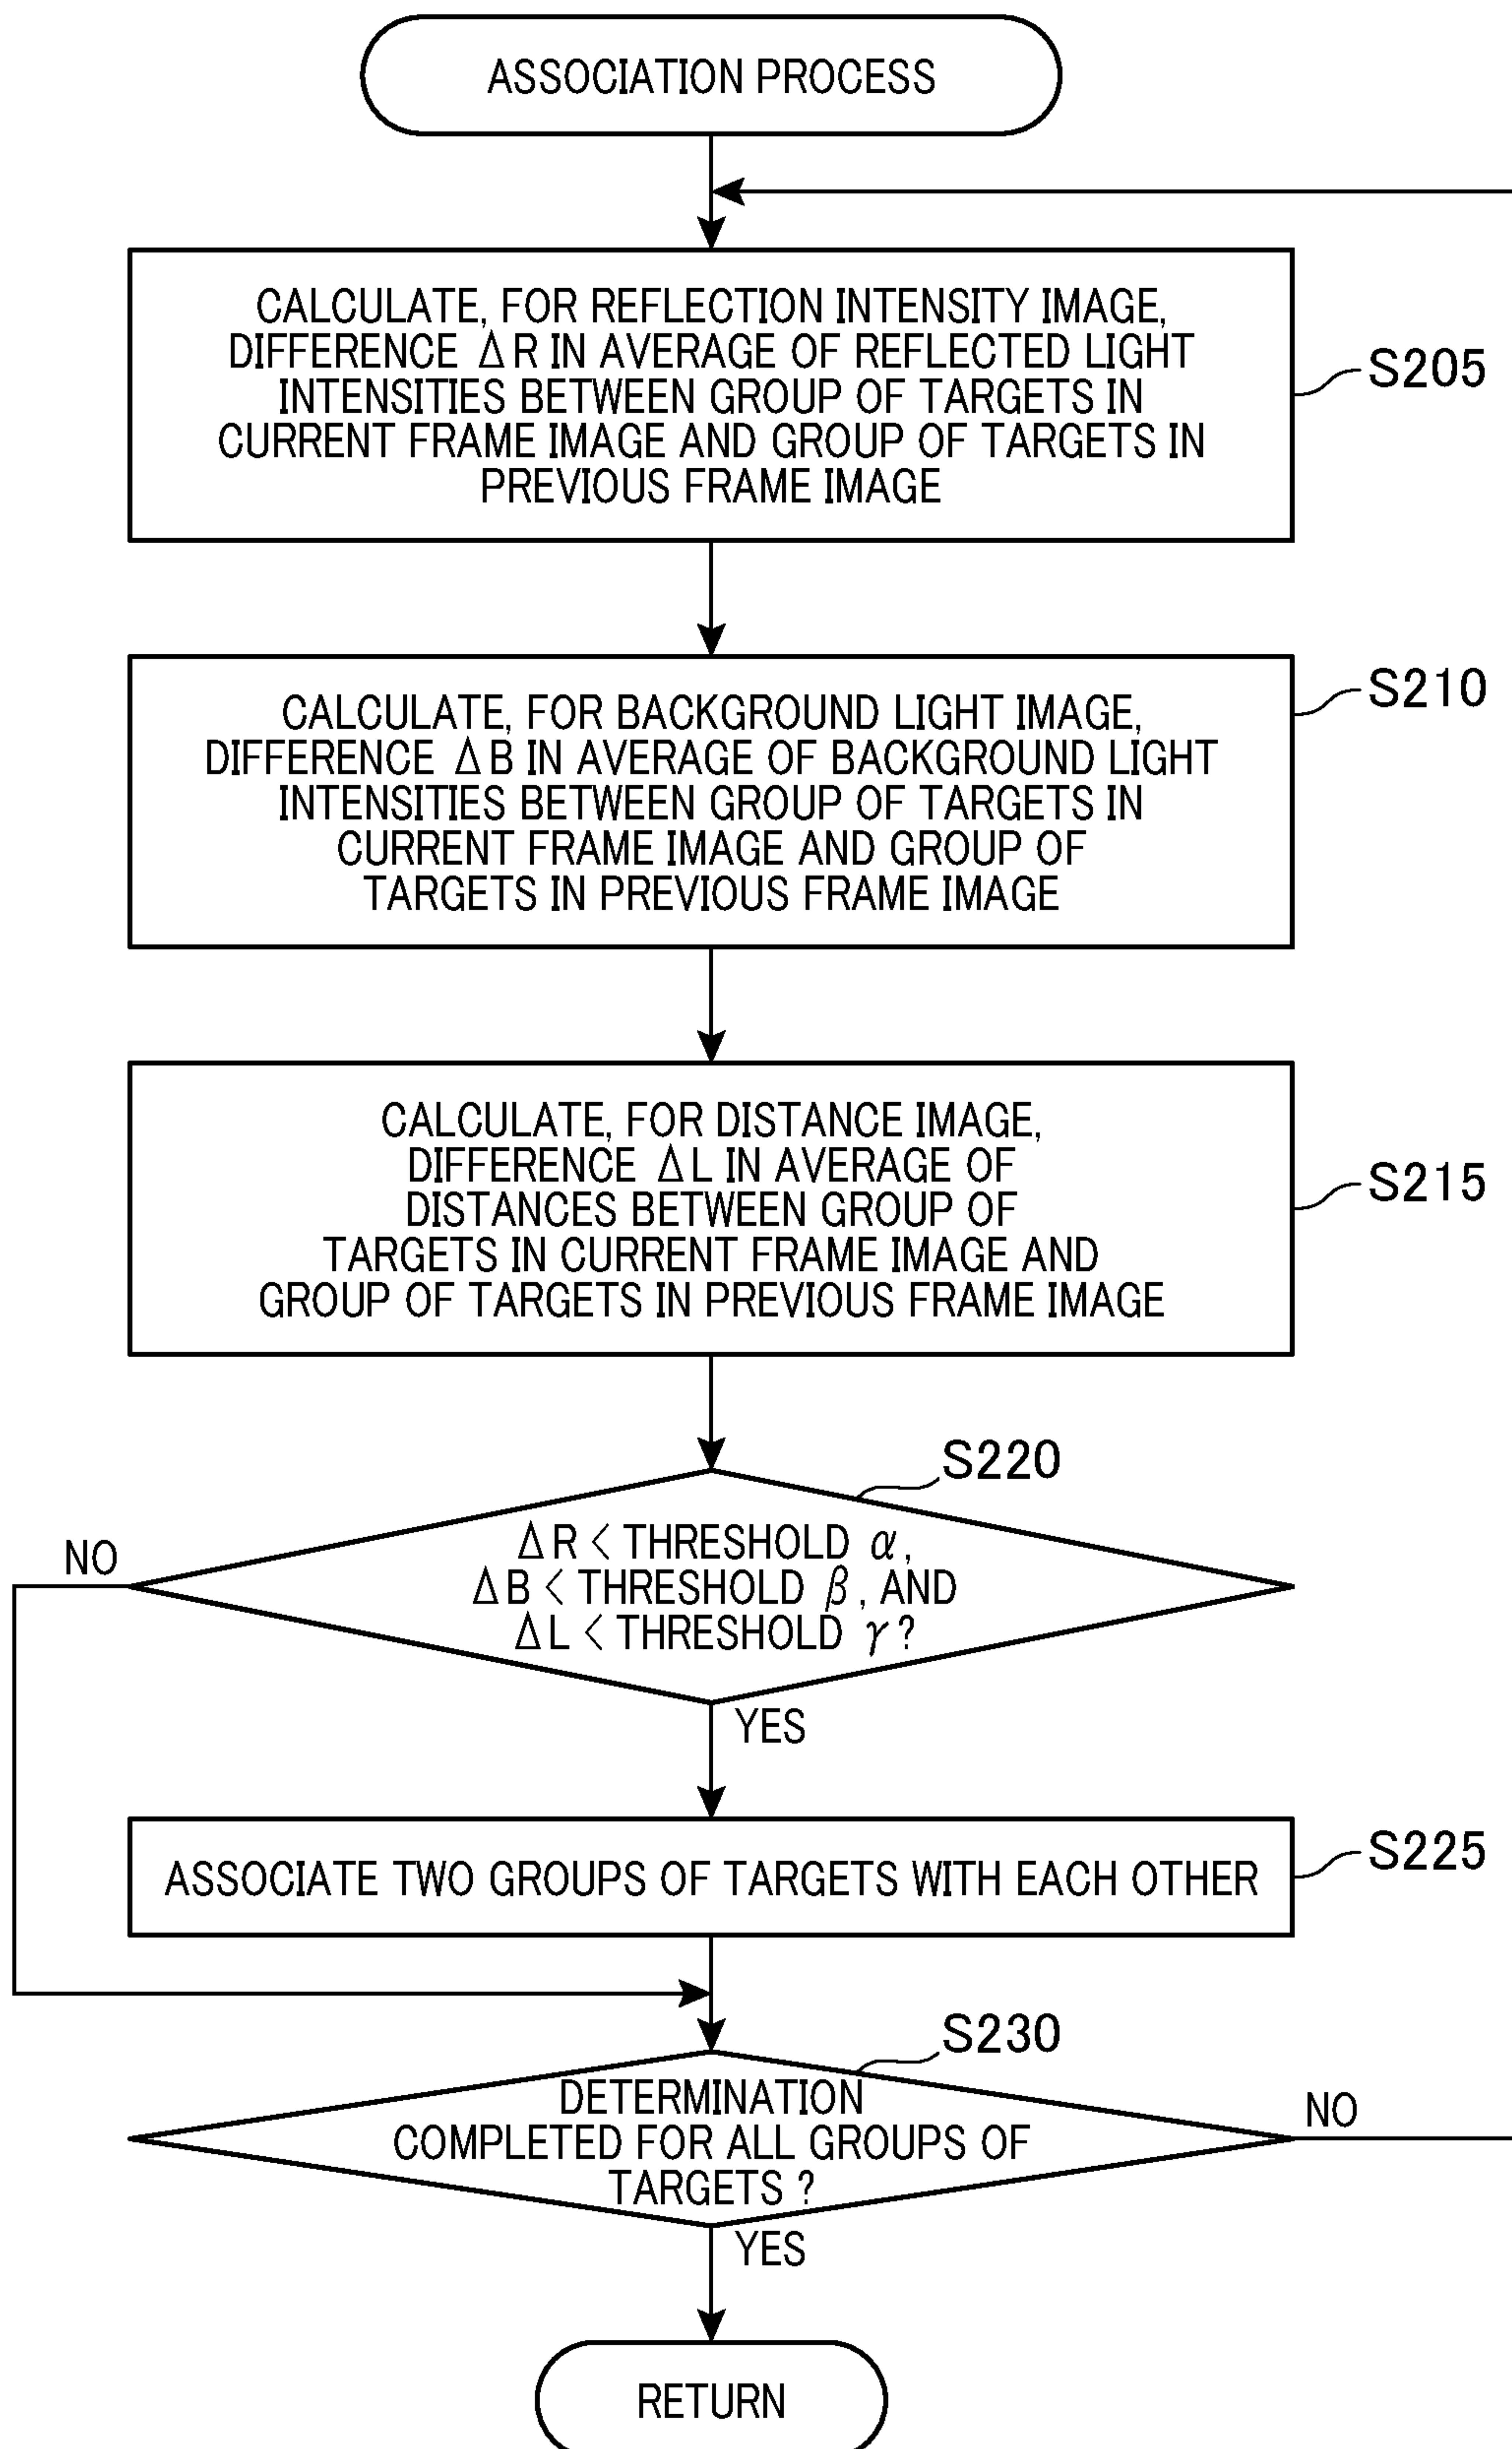 ASSOCIATION PROCESS
CALCULATE, FOR REFLECTION INTENSITY IMAGE,
DIFFERENCE ΔR IN AVERAGE OF REFLECTED LIGHT
INTENSITIES BETWEEN GROUP OF TARGETS IN
CURRENT FRAME IMAGE AND GROUP OF TARGETS IN
PREVIOUS FRAME IMAGE
S205
CALCULATE, FOR BACKGROUND LIGHT IMAGE,
DIFFERENCE ΔB IN AVERAGE OF BACKGROUND LIGHT
INTENSITIES BETWEEN GROUP OF TARGETS IN
CURRENT FRAME IMAGE AND GROUP OF
TARGETS IN PREVIOUS FRAME IMAGE
S210
CALCULATE, FOR DISTANCE IMAGE,
DIFFERENCE ΔL IN AVERAGE OF
DISTANCES BETWEEN GROUP OF
TARGETS IN CURRENT FRAME IMAGE AND
GROUP OF TARGETS IN PREVIOUS FRAME IMAGE
S215
S220
NO
ΔR < THRESHOLD α,
ΔB < THRESHOLD β, AND
ΔL < THRESHOLD γ?
YES
ASSOCIATE TWO GROUPS OF TARGETS WITH EACH OTHER
S225
S230
DETERMINATION
COMPLETED FOR ALL GROUPS OF
TARGETS?
NO
YES
RETURN